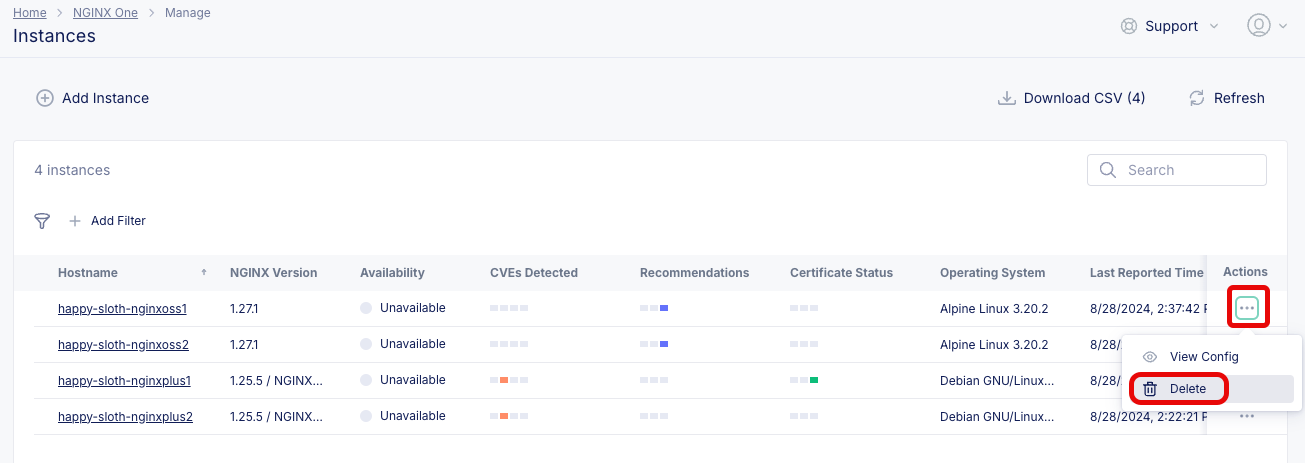 Home > NGINX One > Manage
Instances
Support
Add Instance
Download CSV (4)
Refresh
4 instances
Search
Add Filter
Hostname ↑ NGINX Version Availability CVEs Detected Recommendations Certificate Status Operating System Last Reported Time Actions
happy-sloth-nginxoss1 1.27.1 Unavailable Alpine Linux 3.20.2 8/28/2024, 2:37:42
happy-sloth-nginxoss2 1.27.1 Unavailable Alpine Linux 3.20.2 8/28/
View Config
happy-sloth-nginxplus1 1.25.5 / NGINX... Unavailable Debian GNU/Linux... 8/28/
Delete
happy-sloth-nginxplus2 1.25.5 / NGINX... Unavailable Debian GNU/Linux... 8/28/2024, 2:22:21